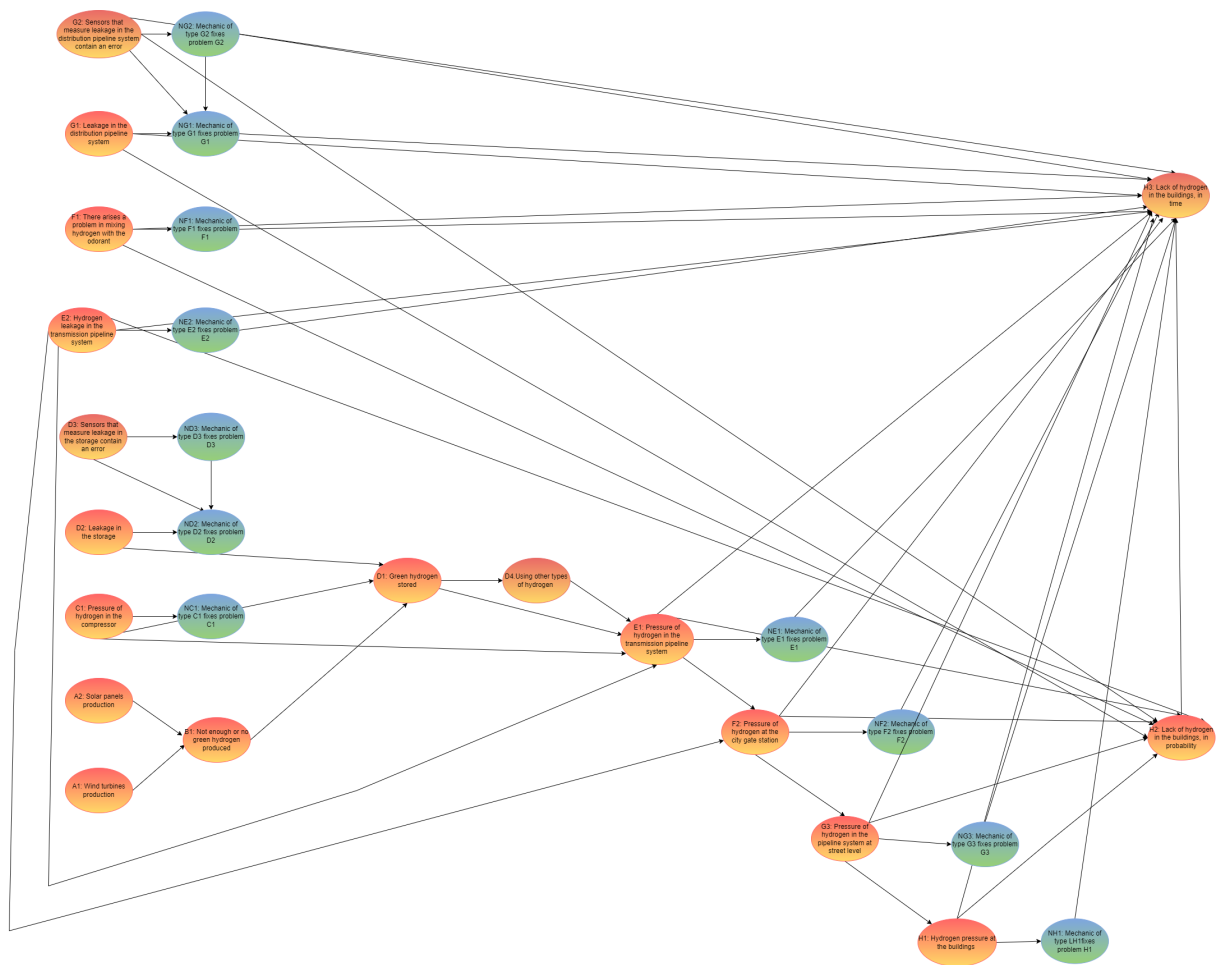 G2: Sensors that
measure leakage in the
distribution pipeline system
contain an error
NG2: Mechanic of
type G2 fixes
problem G2
G1: Leakage in the
distribution pipeline
system
NG1: Mechanic of
type G1 fixes problem
G1
H3: Lack of hydrogen
in the buildings, in
time
F1: There arises a
problem in mixing
hydrogen with the
odorant
NF1: Mechanic of
type F1 fixes problem
F1
E2: Hydrogen
leakage in the
transmission pipeline
system
NE2: Mechanic of
type E2 fixes problem
E2
D3: Sensors that
measure leakage in
the storage contain
an error
ND3: Mechanic of
type D3 fixes problem
D3
D2: Leakage in
the storage
ND2: Mechanic of
type D2 fixes problem
D2
D1: Green hydrogen
stored
D4:Using other types
of hydrogen
C1: Pressure of
hydrogen in the
compressor
NC1: Mechanic of
type C1 fixes problem
C1
E1: Pressure of
hydrogen in the
transmission pipeline
system
NE1: Mechanic of
type E1 fixes problem
E1
A2: Solar panels
production
B1: Not enough or no
green hydrogen
produced
F2: Pressure of
hydrogen at the
city gate station
NF2: Mechanic of
type F2 fixes problem
F2
H2: Lack of hydrogen
in the buildings, in
probability
A1: Wind turbines
production
G3: Pressure of
hydrogen in the
pipeline system at
street level
NG3: Mechanic of
type G3 fixes problem
G3
H1: Hydrogen pressure at
the buildings
NH1: Mechanic of
type LH1fixes
problem H1